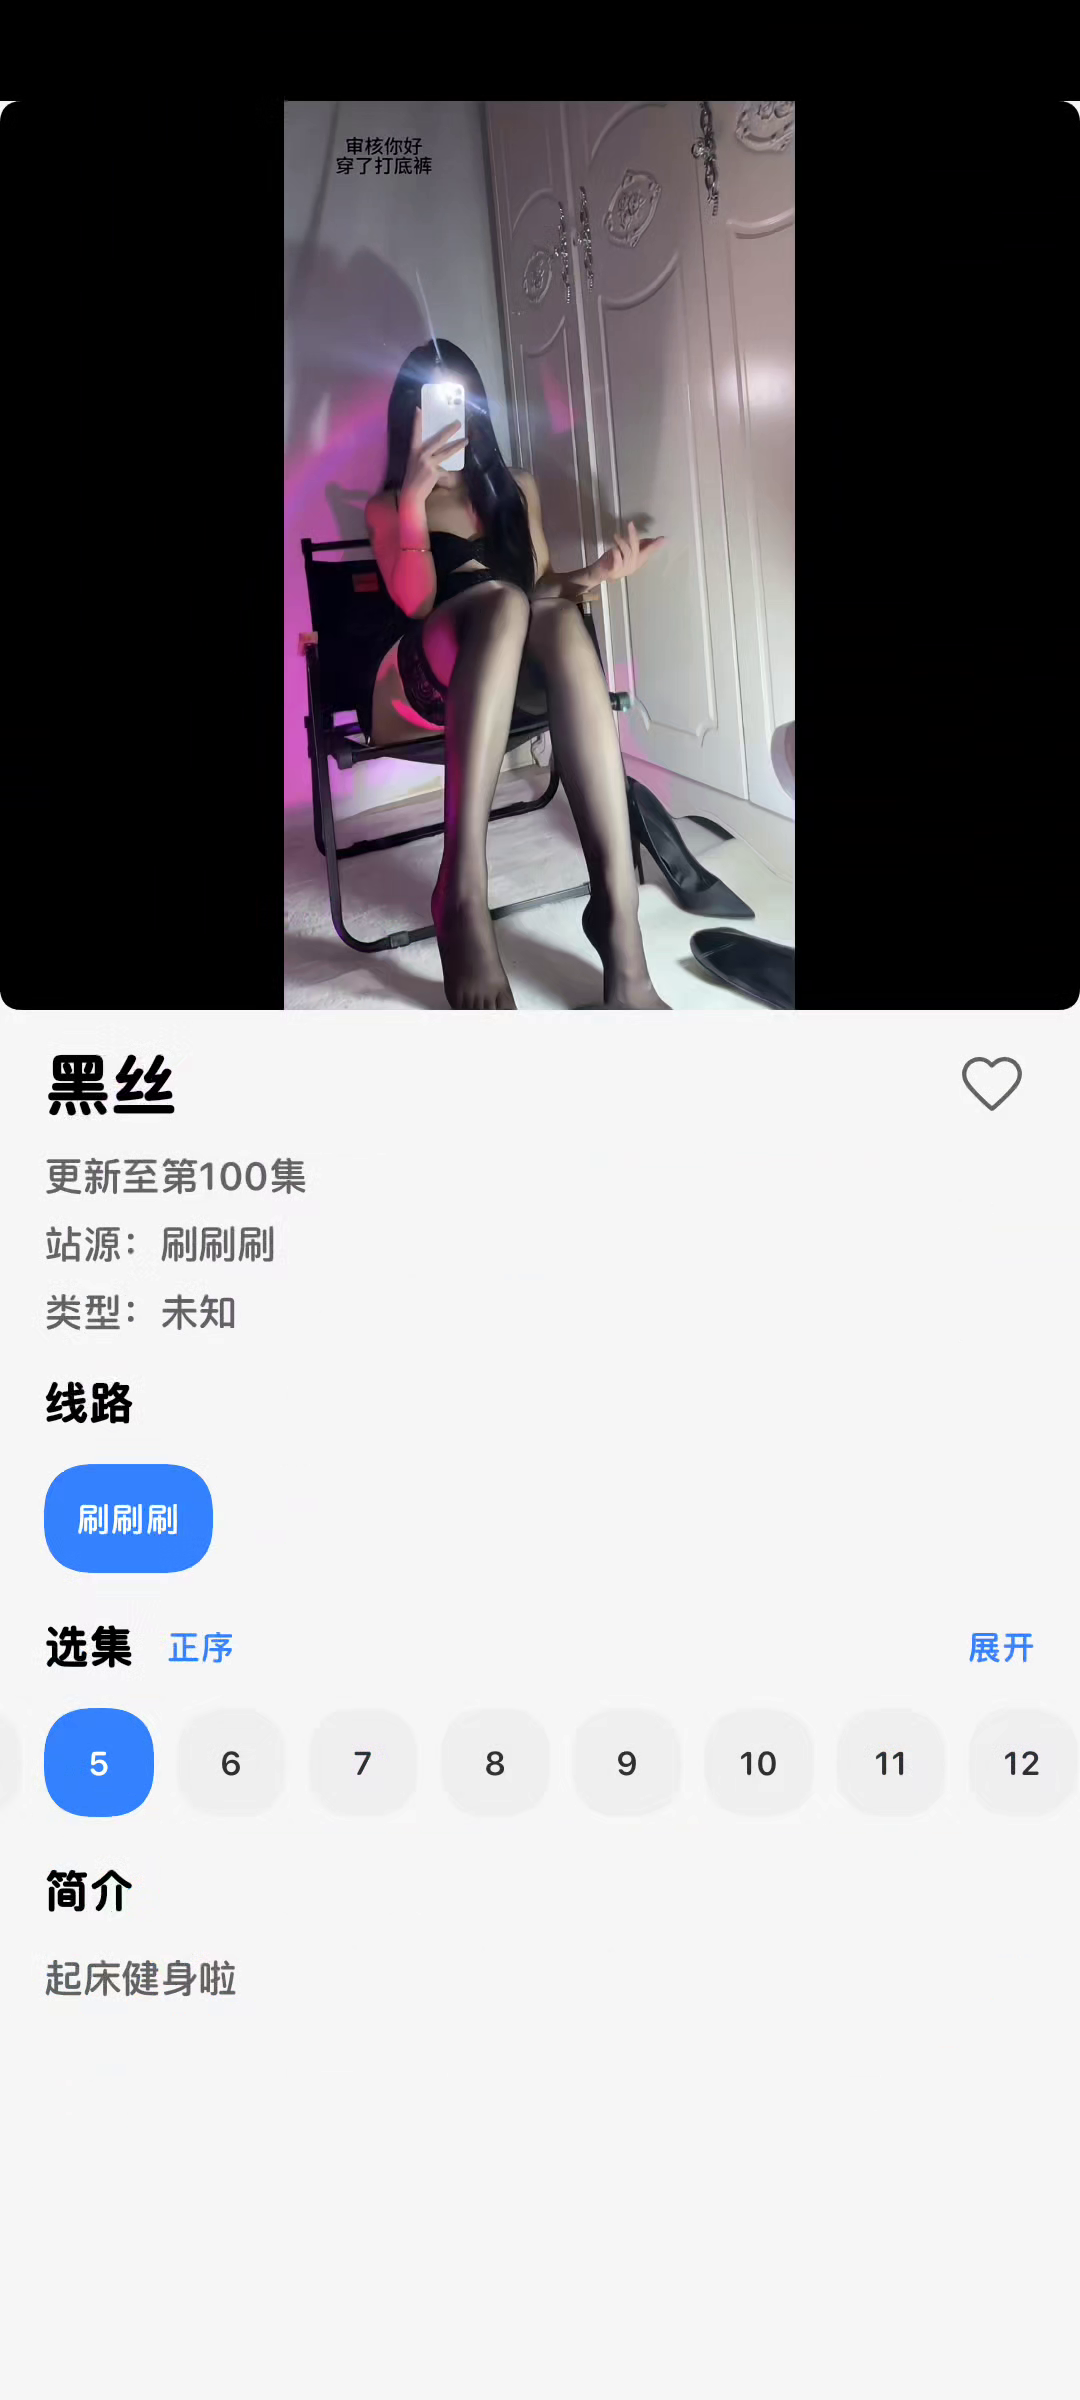 审核你好
穿了打底裤
黑丝
更新至第100集
站源：刷刷刷
类型：未知
线路
刷刷刷
选集 正序 展开
5 6 7 8 9 10 11 12
简介
起床健身啦